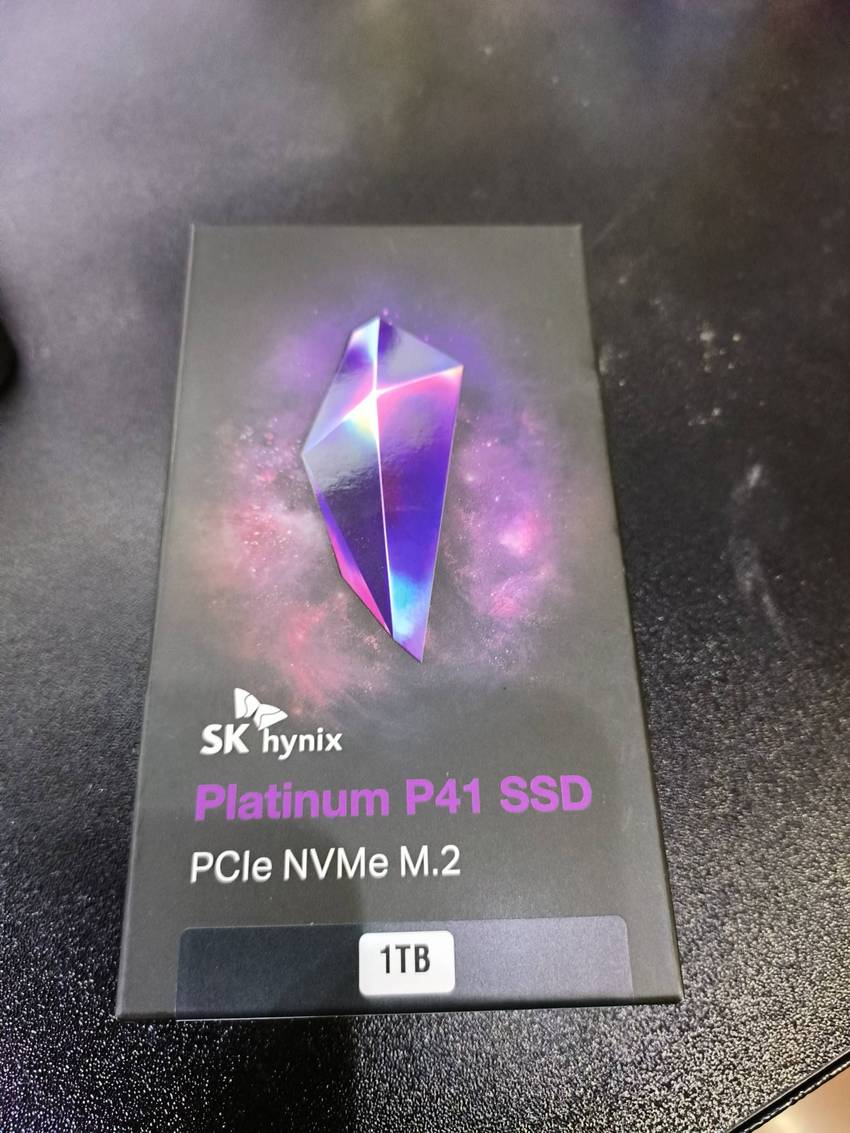 SK hynix
Platinum P41 SSD
PCIe NVMe M.2
1TB